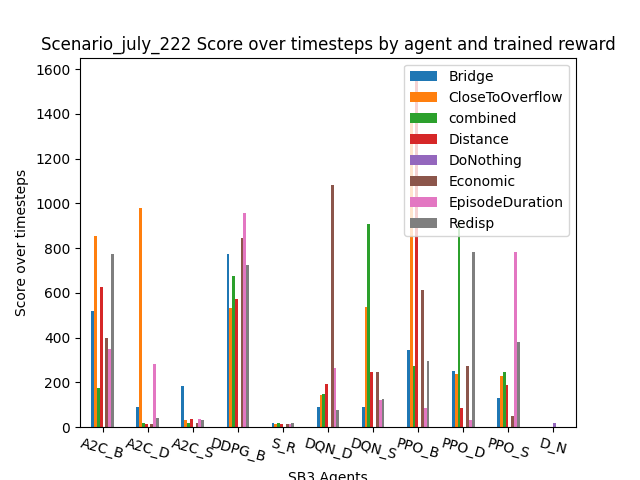 Scenario_july_222 Score over timesteps by agent and trained reward
1600
1400
1200
1000
800
600
400
200
0
Score over timesteps
Bridge
CloseToOverflow
combined
Distance
DoNothing
Economic
EpisodeDuration
Redisp
A2C_B A2C_D A2C_S DDPG_B S_R DQN_D DQN_S PPO_B PPO_D PPO_S D_N
SB3 Agents